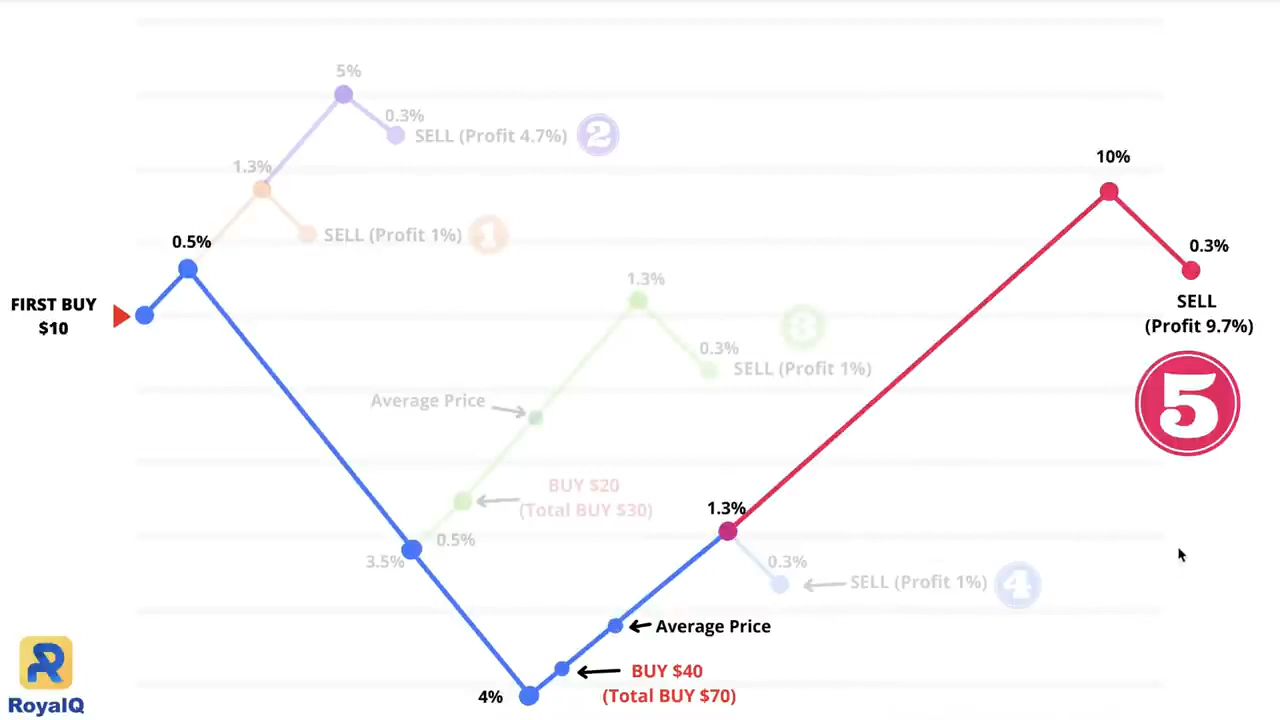 5%
0.3%
SELL (Profit 4.7%)
2
1.3%
SELL (Profit 1%)
1
0.5%
FIRST BUY
$10
10%
0.3%
SELL
(Profit 9.7%)
5
1.3%
3
0.3%
SELL (Profit 1%)
Average Price
BUY $20
(Total BUY $30)
0.5%
3.5%
1.3%
0.3%
SELL (Profit 1%)
4
Average Price
BUY $40
(Total BUY $70)
4%
RoyalQ